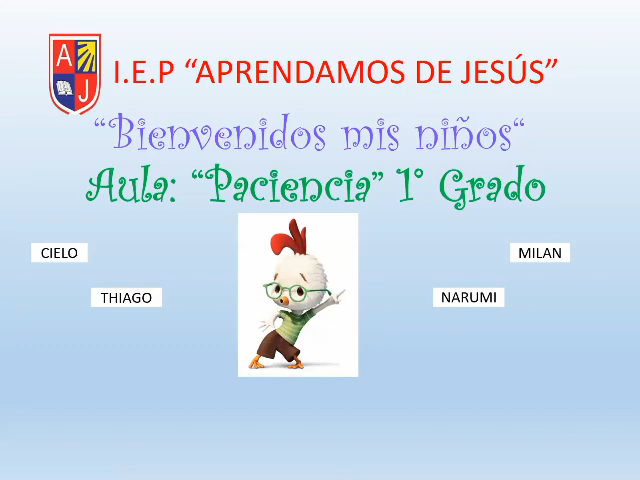 A
J
I.E.P “APRENDAMOS DE JESÚS”
“Bienvenidos mis niños“
Aula: “Paciencia” 1° Grado
CIELO
MILAN
THIAGO
NARUMI